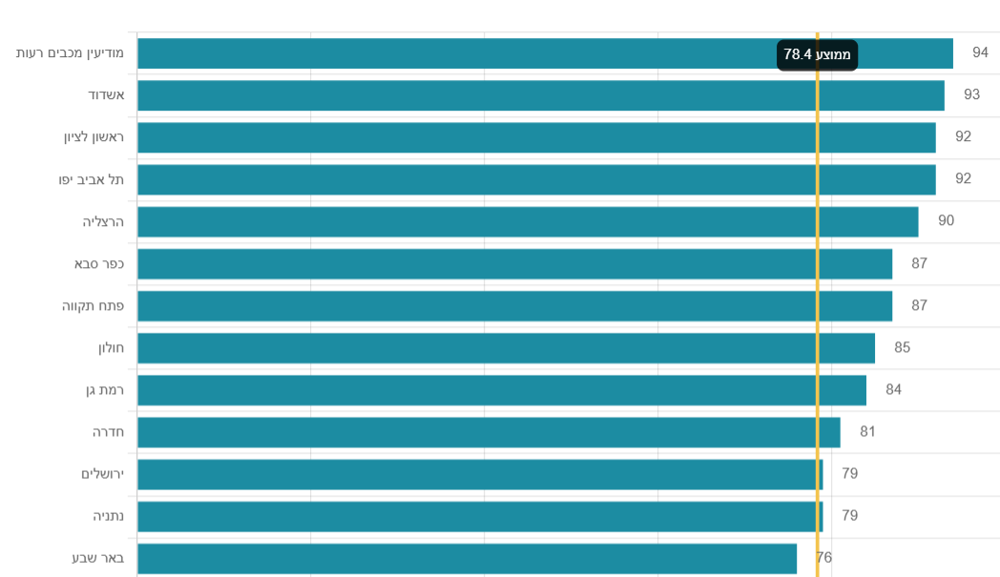 ממוצע 78.4
מודיעין מכבים רעות 94
אשדוד 93
ראשון לציון 92
תל אביב יפו 92
הרצליה 90
כפר סבא 87
פתח תקווה 87
חולון 85
רמת גן 84
חדרה 81
ירושלים 79
נתניה 79
באר שבע 76